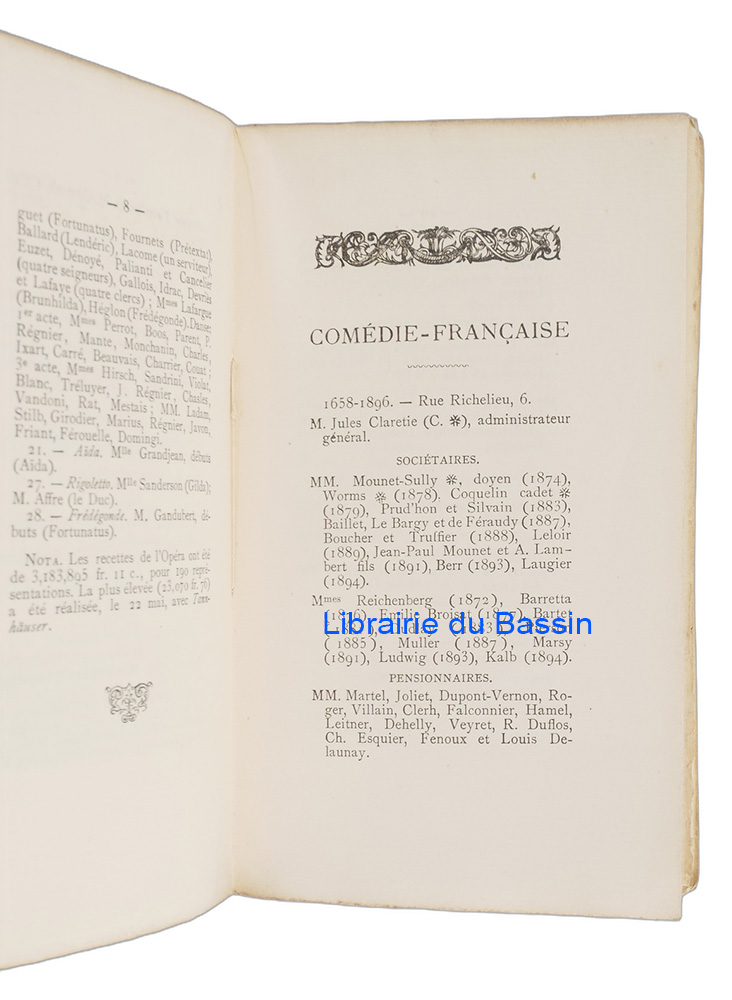 — 8 —
guet (Fortunatus), Fournets (Prétextat),
Ballard (Lendéric), Lacome (un serviteur),
Euzet, Dénoyé, Palianti et Cancelier
(quatre seigneurs), Gallois, Idrac, Devriès
et Lafaye (quatre clercs) ; Mmes Lafargue
(Brunhilda), Héglon (Frédégonde). Danse:
1er acte, Mmes Perrot, Boos, Parent, P.
Régnier, Mante, Monchanin, Charles,
Ixart, Carré, Beauvais, Charrier, Couat ;
3e acte, Mmes Hirsch, Sandrini, Violat,
Blanc, Tréluyer, J. Régnier, Chasles,
Vandoni, Rat, Mestais ; MM. Ladam,
Stilb, Girodier, Marius, Régnier, Javon,
Friant, Férouelle, Domingi.
21. — Aïda. Mlle Grandjean, débuts
(Aïda).
27. — Rigoletto. Mlle Sanderson (Gilda);
M. Affre (le Duc).
28. — Frédégonde. M. Gandubert, dé-
buts (Fortunatus).
NOTA. Les recettes de l'Opéra ont été
de 3,183,895 fr. 11 c., pour 190 repré-
sentations. La plus élevée (23,070 fr. 76)
a été réalisée, le 22 mai, avec Tann-
häuser.
COMÉDIE-FRANÇAISE
1658-1896. — Rue Richelieu, 6.
M. Jules Claretie (C. ✻), administrateur
général.
SOCIÉTAIRES.
MM. Mounet-Sully ✻, doyen (1874),
Worms ✻ (1878). Coquelin cadet ✻
(1879), Prud'hon et Silvain (1883),
Baillet, Le Bargy et de Féraudy (1887),
Boucher et Truffier (1888), Leloir
(1889), Jean-Paul Mounet et A. Lam-
bert fils (1891), Berr (1893), Laugier
(1894).
Mmes Reichenberg (1872), Barretta
(1876), Emilie Broisat (1877), Bartet
Librairie du Bassin
(1885), Muller (1887), Marsy
(1891), Ludwig (1893), Kalb (1894).
PENSIONNAIRES.
MM. Martel, Joliet, Dupont-Vernon, Ro-
ger, Villain, Clerh, Falconnier, Hamel,
Leitner, Dehelly, Veyret, R. Duflos,
Ch. Esquier, Fenoux et Louis De-
launay.